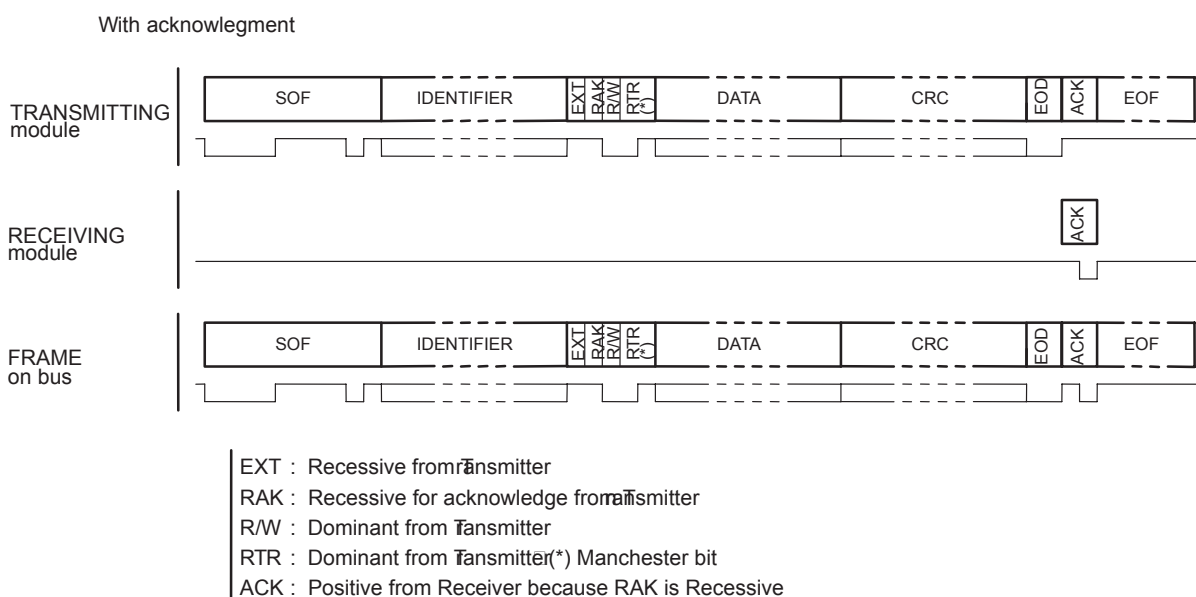 With acknowlegment
TRANSMITTING
module
SOF IDENTIFIER EXT RAK R/W RTR (*) DATA CRC EOD ACK EOF
RECEIVING
module
ACK
FRAME
on bus
SOF IDENTIFIER EXT RAK R/W RTR (*) DATA CRC EOD ACK EOF
EXT : Recessive from
RAK : Recessive for acknowledge
R/W : Dominant from
RTR : Dominant from (*) Manchester bit
ACK : Positive from Receiver because RAK is Recessive